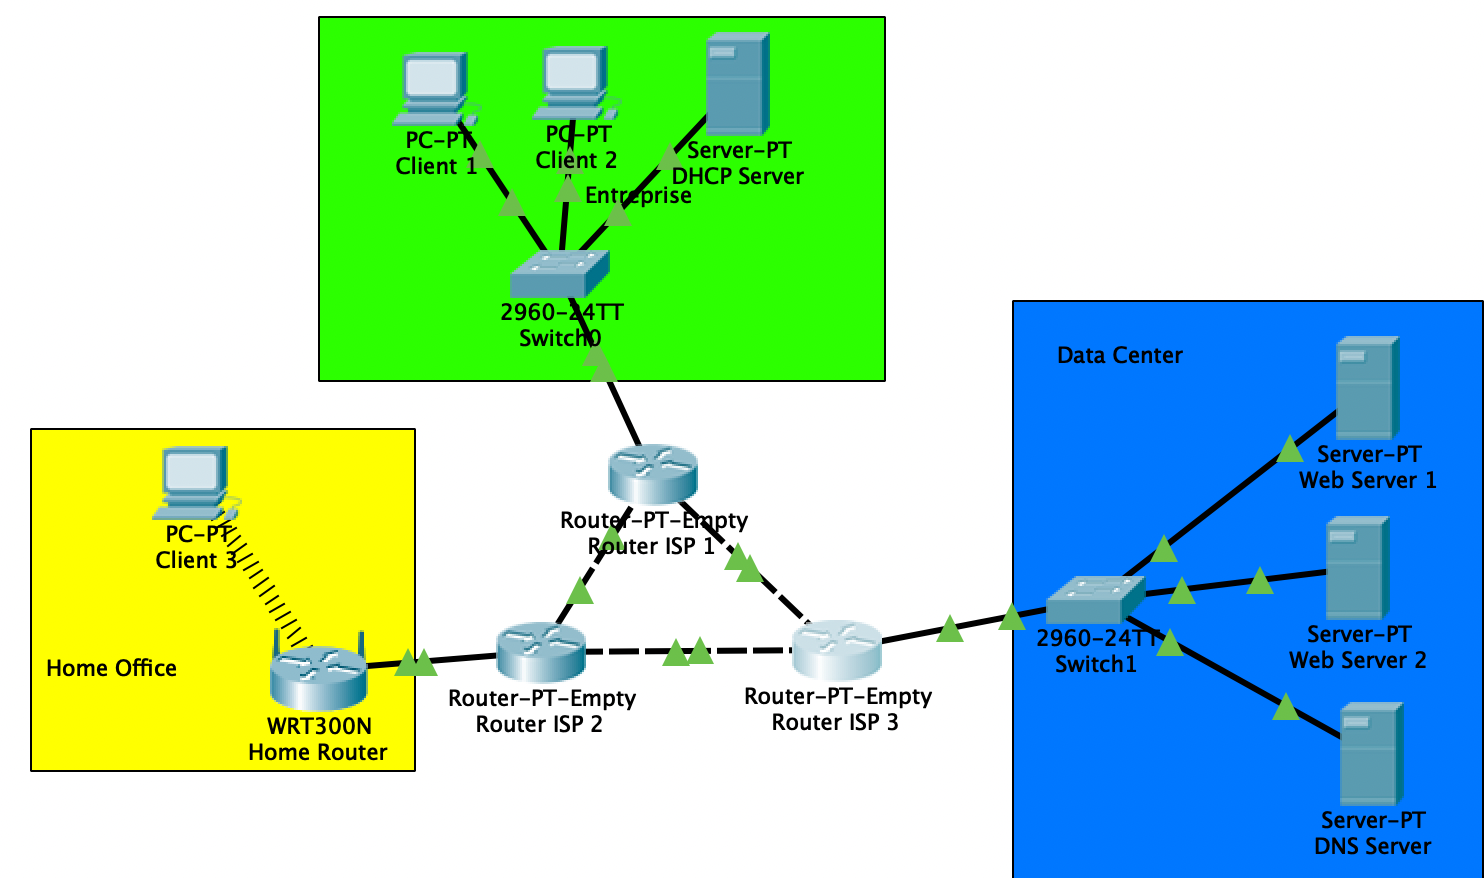 PC-PT
Client 1
PC-PT
Client 2
Server-PT
DHCP Server
Entreprise
2960-24TT
Switch0
Data Center
Server-PT
Web Server 1
PC-PT
Client 3
Router-PT-Empty
Router ISP 1
Server-PT
Web Server 2
2960-24TT
Switch1
Home Office
WRT300N
Home Router
Router-PT-Empty
Router ISP 2
Router-PT-Empty
Router ISP 3
Server-PT
DNS Server